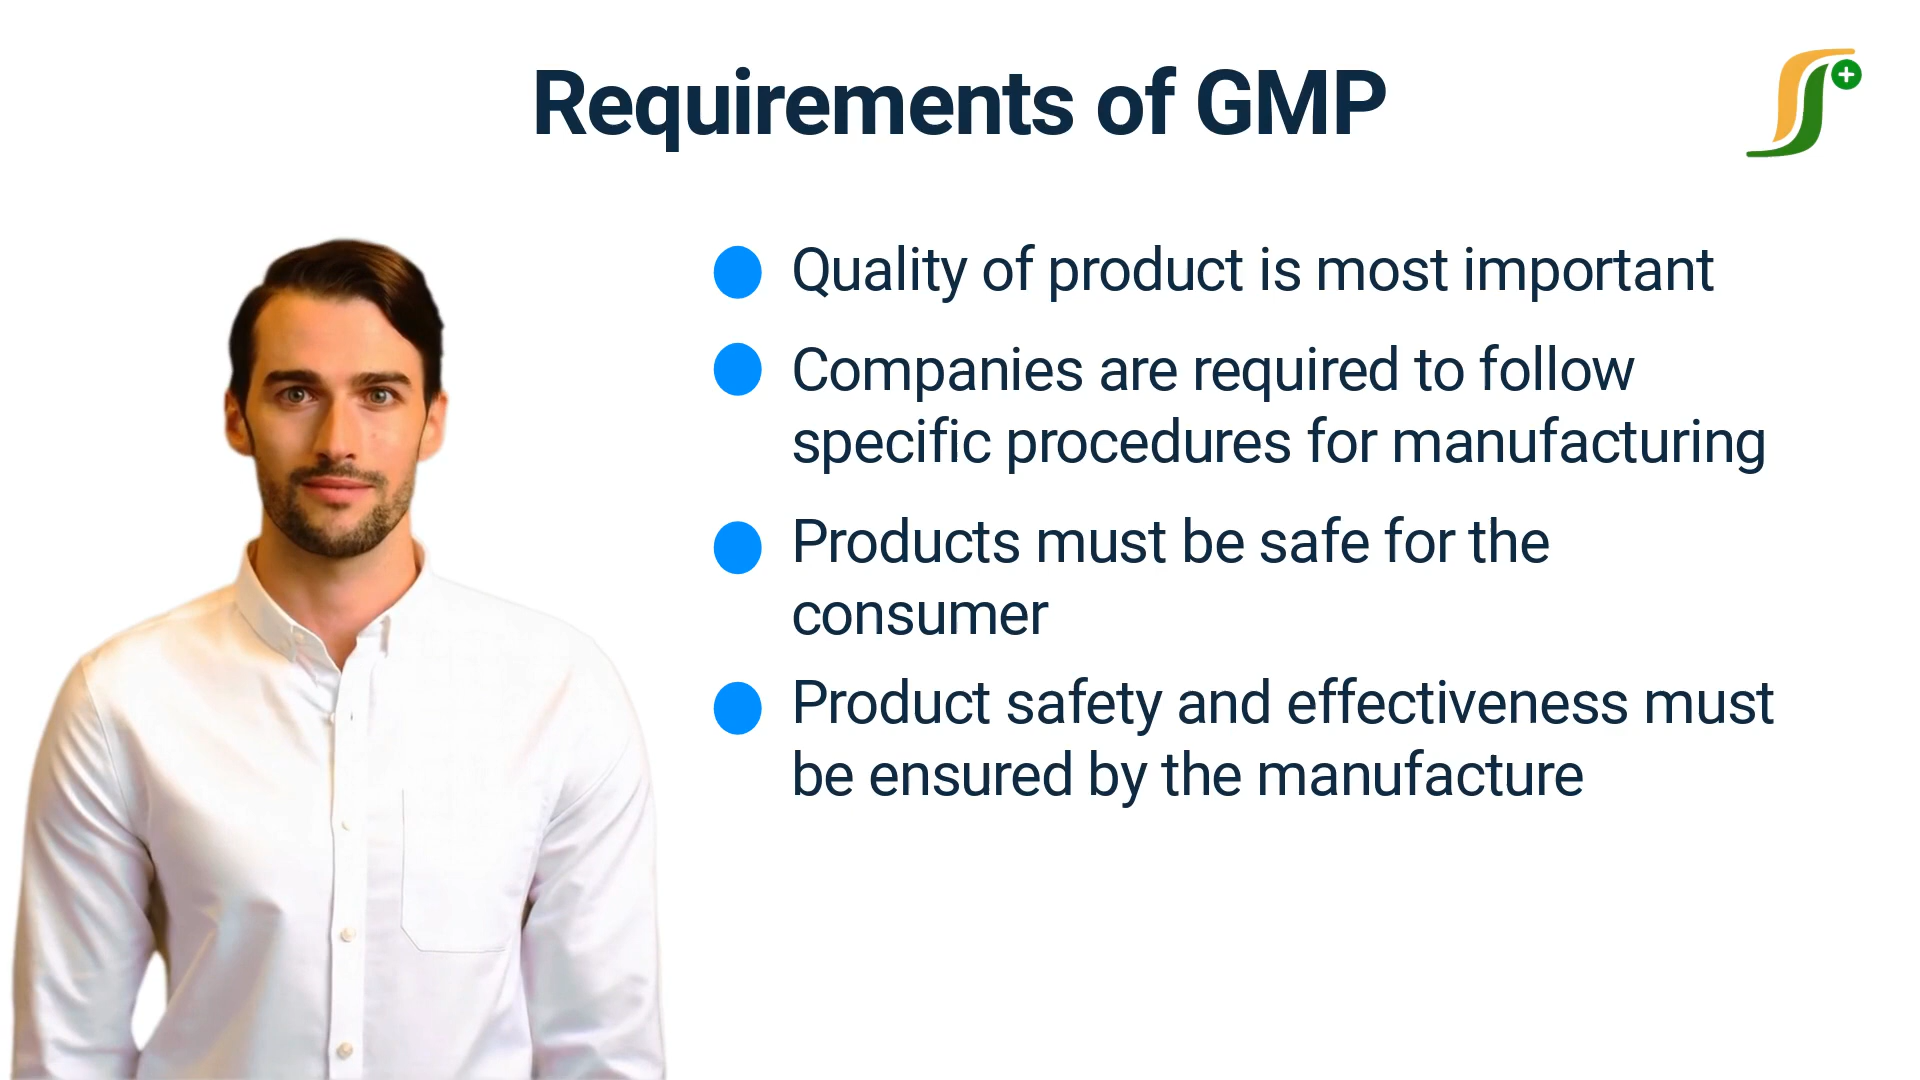 Requirements of GMP
Quality of product is most important
Companies are required to follow
specific procedures for manufacturing
Products must be safe for the
consumer
Product safety and effectiveness must
be ensured by the manufacture